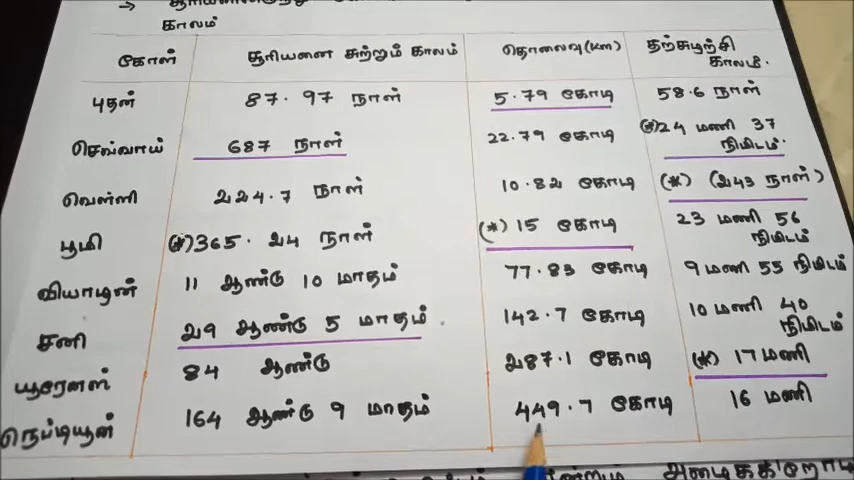 →
காலம்
கோள் சூரியனை சுற்றும் காலம் தொலைவு (km) தற்சுழற்சி
காலம்.
புதன் 87.97 நாள் 5.79 கோடி 58.6 நாள்
செவ்வாய் 687 நாள் 22.79 கோடி (*) 24 மணி 37
நிமிடம்.
வெள்ளி 224.7 நாள் 10.82 கோடி (*) (243 நாள்)
பூமி (*) 365.24 நாள் (*) 15 கோடி 23 மணி 56
நிமிடம்
வியாழன் 11 ஆண்டு 10 மாதம் 77.83 கோடி 9 மணி 55 நிமிடம்
சனி 29 ஆண்டு 5 மாதம் 142.7 கோடி 10 மணி 40
நிமிடம்
யூரேனஸ் 84 ஆண்டு 287.1 கோடி (*) 17 மணி
நெப்டியூன் 164 ஆண்டு 9 மாதம் 449.7 கோடி 16 மணி